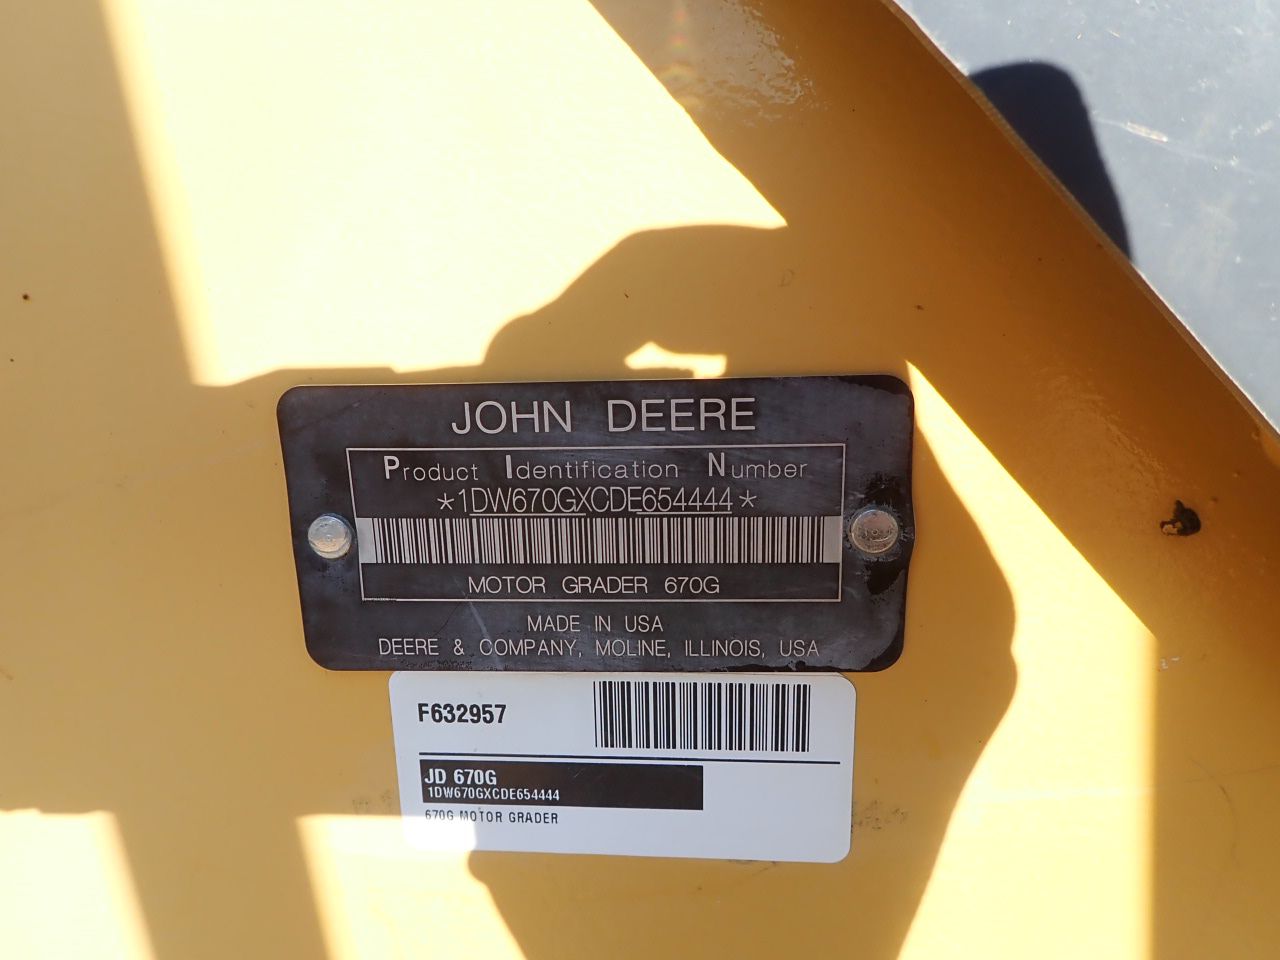 JOHN DEERE
Product Identification Number
*1DW670GXCDE654444*
MOTOR GRADER 670G
MADE IN USA
DEERE & COMPANY, MOLINE, ILLINOIS, USA
F632957
JD 670G
1DW670GXCDE654444
670G MOTOR GRADER